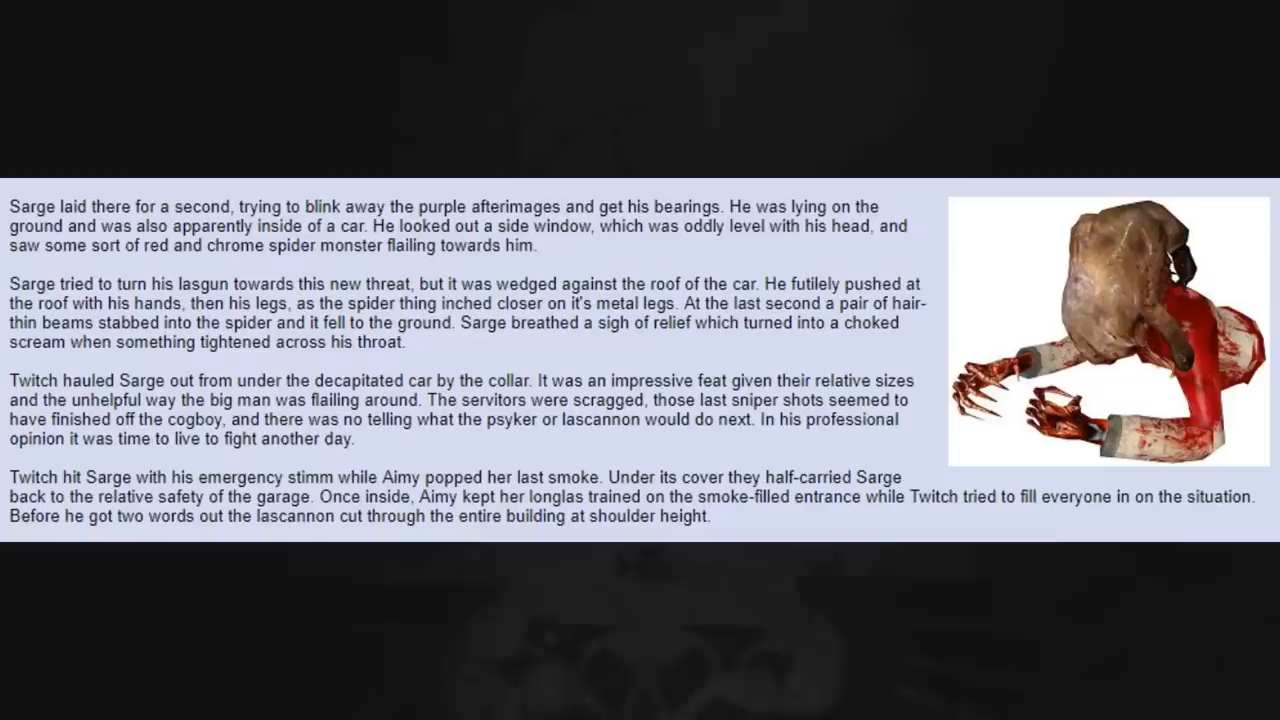 Sarge laid there for a second, trying to blink away the purple afterimages and get his bearings. He was lying on the
ground and was also apparently inside of a car. He looked out a side window, which was oddly level with his head, and
saw some sort of red and chrome spider monster flailing towards him.
Sarge tried to turn his lasgun towards this new threat, but it was wedged against the roof of the car. He futilely pushed at
the roof with his hands, then his legs, as the spider thing inched closer on it's metal legs. At the last second a pair of hair-
thin beams stabbed into the spider and it fell to the ground. Sarge breathed a sigh of relief which turned into a choked
scream when something tightened across his throat.
Twitch hauled Sarge out from under the decapitated car by the collar. It was an impressive feat given their relative sizes
and the unhelpful way the big man was flailing around. The servitors were scragged, those last sniper shots seemed to
have finished off the cogboy, and there was no telling what the psyker or lascannon would do next. In his professional
opinion it was time to live to fight another day.
Twitch hit Sarge with his emergency stimm while Aimy popped her last smoke. Under its cover they half-carried Sarge
back to the relative safety of the garage. Once inside, Aimy kept her longlas trained on the smoke-filled entrance while Twitch tried to fill everyone in on the situation.
Before he got two words out the lascannon cut through the entire building at shoulder height.